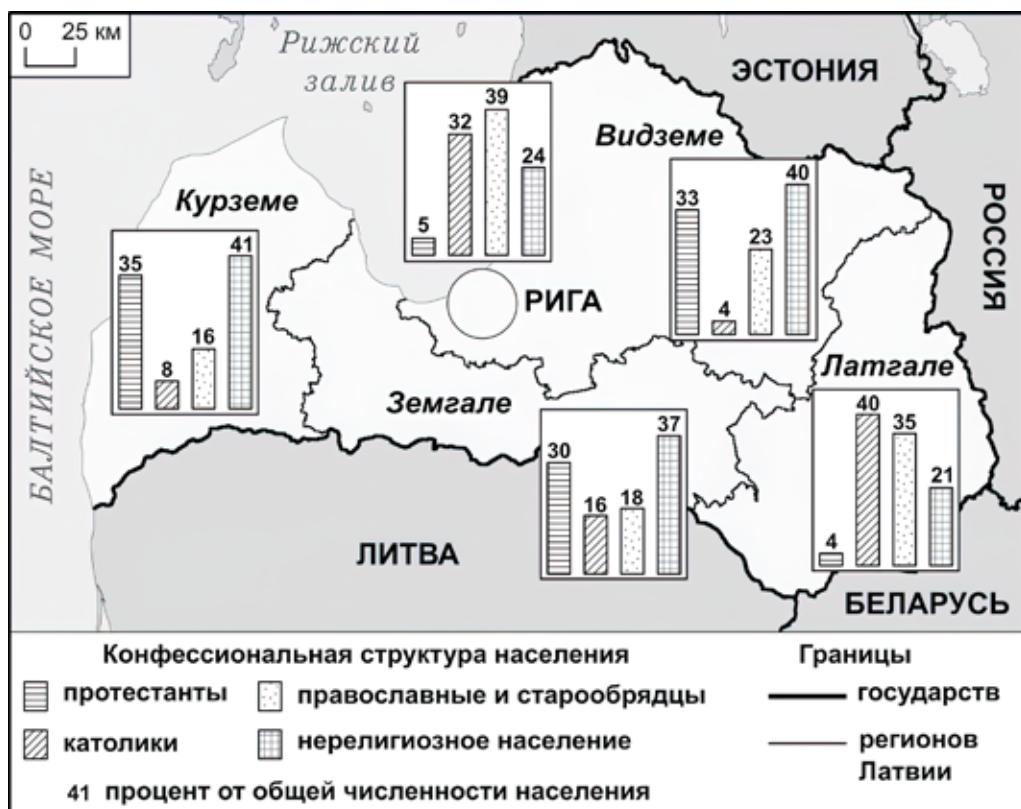 0 25 км
Рижский
залив
ЭСТОНИЯ
Видземе
Курземе
БАЛТИЙСКОЕ МОРЕ
РОССИЯ
5 32 39 24
33 4 23 40
35 8 16 41
РИГА
Латгале
Земгале
30 16 18 37
4 40 35 21
ЛИТВА
БЕЛАРУСЬ
Конфессиональная структура населения
протестанты
православные и старообрядцы
католики
нерелигиозное население
41 процент от общей численности населения
Границы
государств
регионов
Латвии